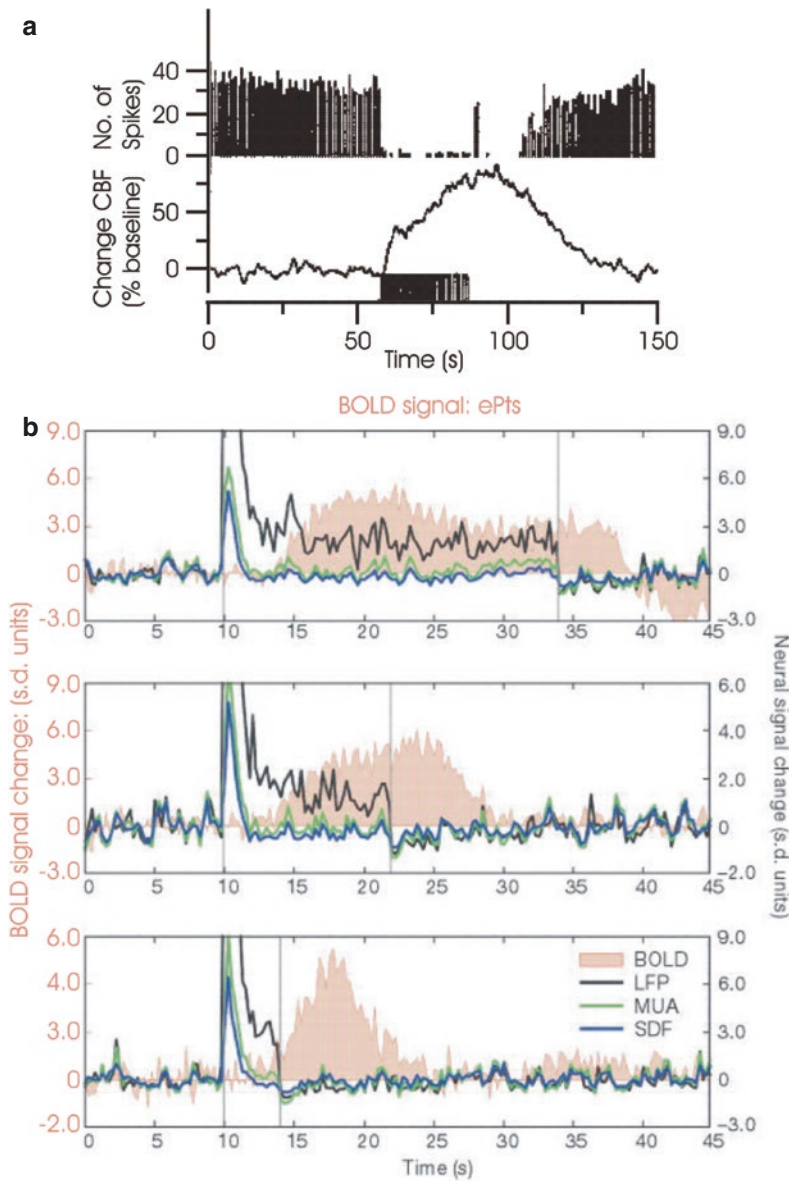 a
No. of
Spikes)
40
20
0
Change CBF
(% baseline)
50
0
0 50 100 150
Time (s)
BOLD signal: ePts
b
BOLD signal change: (s.d. units)
Neural signal change (s.d. units)
9.0 9.0
6.0 6.0
3.0 3.0
0 0
-3.0 -3.0
0 5 10 15 20 25 30 35 40 45
9.0 6.0
6.0 4.0
3.0 2.0
0 0
-3.0 -2.0
0 5 10 15 20 25 30 35 40 45
6.0 9.0
4.0 6.0
3.0 3.0
0 0
-2.0 -3.0
BOLD
LFP
MUA
SDF
0 5 10 15 20 25 30 35 40 45
Time (s)